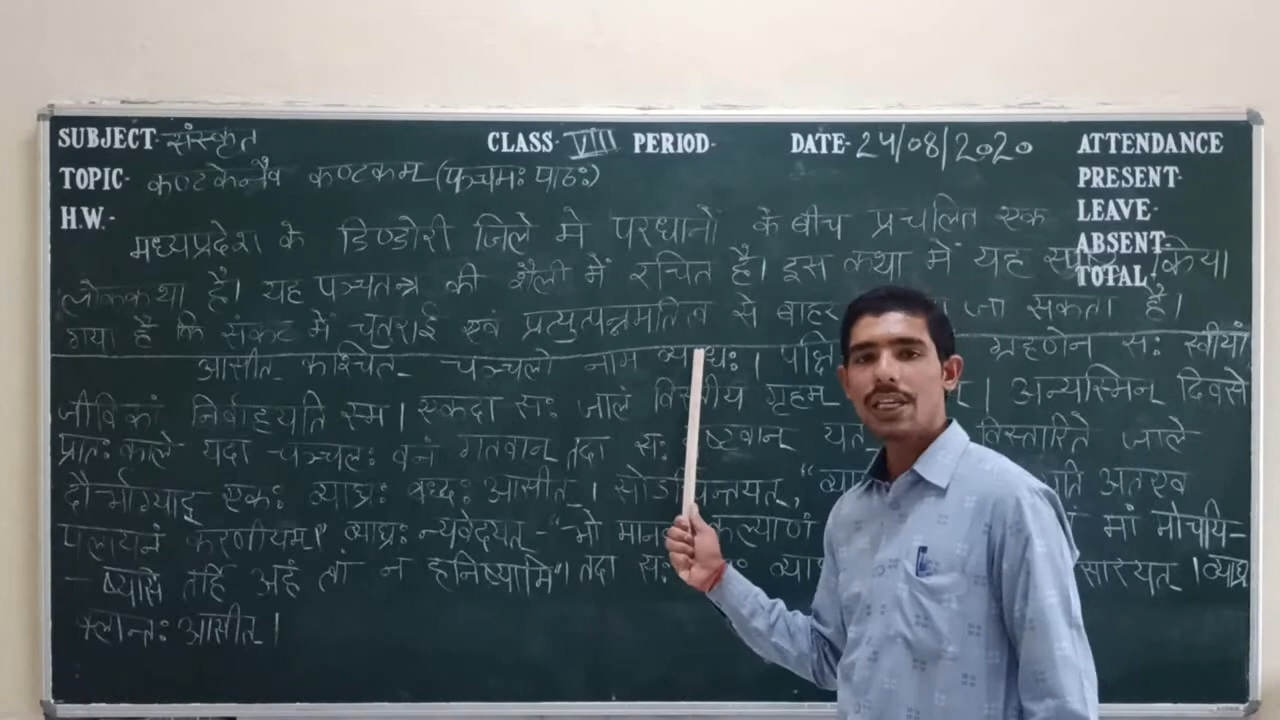 SUBJECT- संस्कृत CLASS- VIII PERIOD- DATE- 24/08/2020 ATTENDANCE
TOPIC- कण्टकेनैव कण्टकम् (पञ्चमः पाठः) PRESENT-
H.W.- LEAVE-
ABSENT-
TOTAL-
मध्यप्रदेश के डिण्डोरी जिले में परधानों के बीच प्रचलित एक
लोककथा है। यह पञ्चतन्त्र की शैली में रचित है। इस कथा में यह स्पष्ट किया
गया है कि संकट में चतुराई एवं प्रत्युत्पन्नमतित्व से बाहर जा सकता है।
आसीत् कश्चित् चञ्चलो नाम व्याधः। पक्षि ग्रहणेन सः स्वीयां
जीविकां निर्वाहयति स्म। एकदा सः जालं विस्तीर्य गृहम् । अन्यस्मिन् दिवसे
प्रातः काले यदा चञ्चलः वनं गतवान् तदा सः दृष्टवान् यत् विस्तारिते जाले
दौर्भाग्याद् एकः व्याघ्रः बध्दः आसीत्। सोऽचिन्तयत्, "व्या ति अतएव
पलायनं करणीयम्।" व्याघ्रः न्यवेदयत्- "भो मानव कल्याणं मां मोचयि-
-ष्यसि तर्हि अहं त्वां न हनिष्यामि"। तदा सः व्या सारयत्। व्याघ्र
क्लान्तः आसीत्।